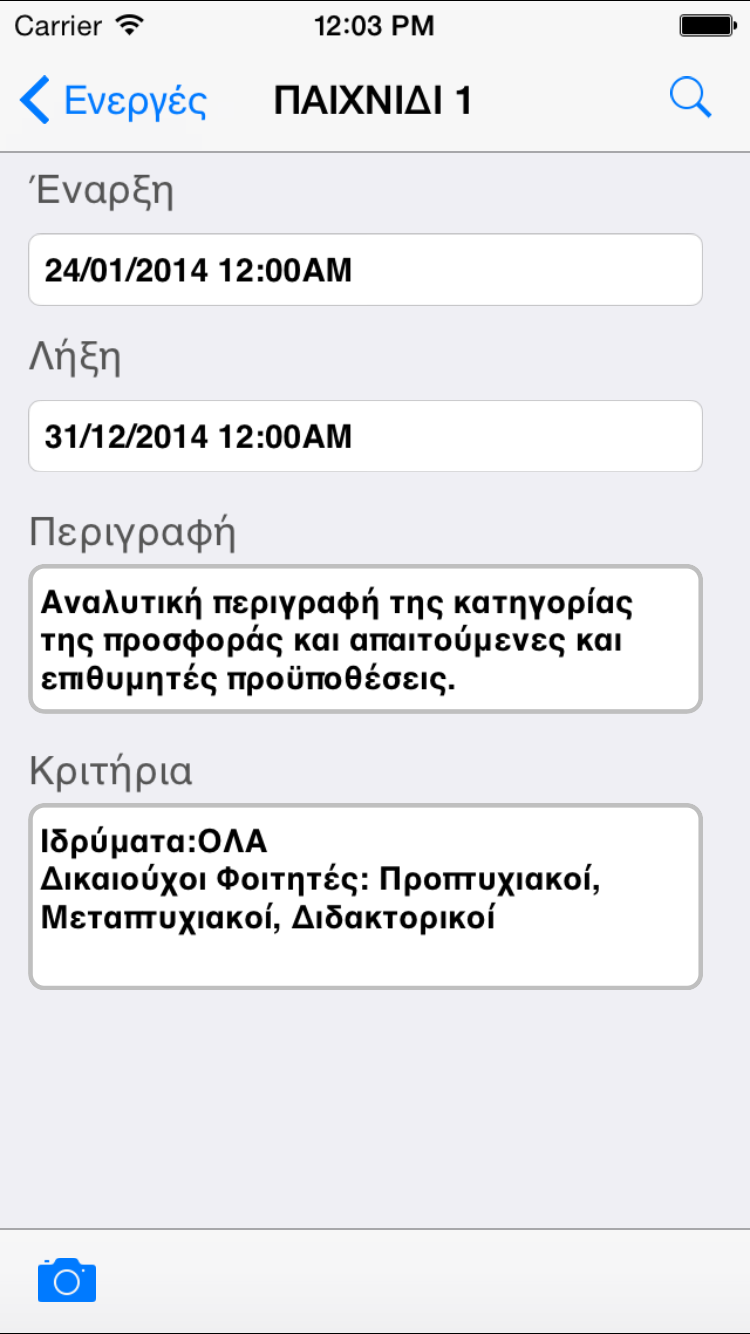 Carrier 12:03 PM
Ενεργές ΠΑΙΧΝΙΔΙ 1
Έναρξη
24/01/2014 12:00AM
Λήξη
31/12/2014 12:00AM
Περιγραφή
Αναλυτική περιγραφή της κατηγορίας
της προσφοράς και απαιτούμενες και
επιθυμητές προϋποθέσεις.
Κριτήρια
Ιδρύματα:ΟΛΑ
Δικαιούχοι Φοιτητές: Προπτυχιακοί,
Μεταπτυχιακοί, Διδακτορικοί